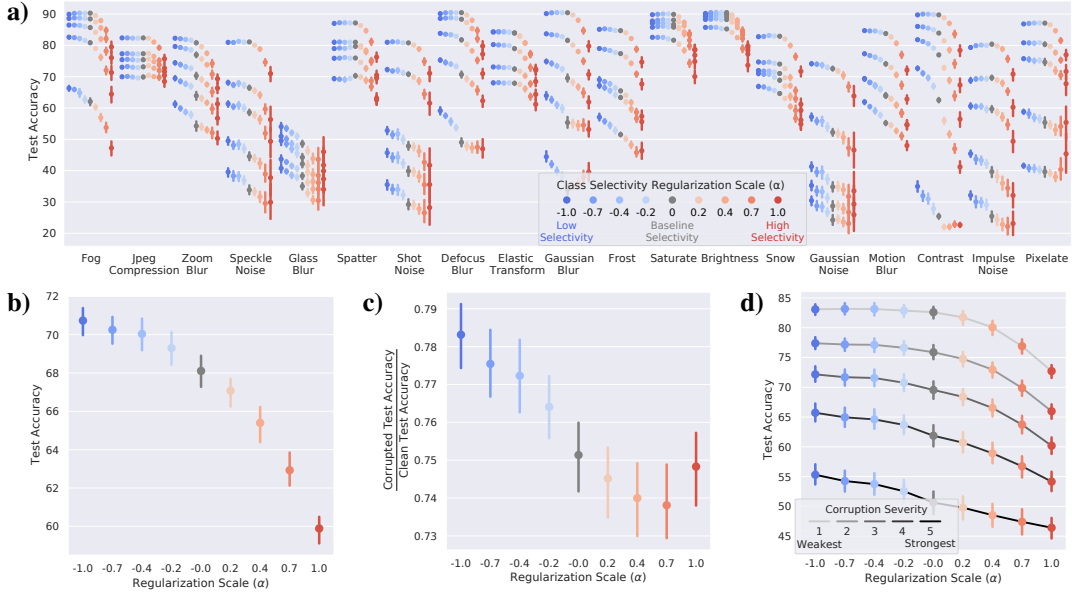 a)
Test Accuracy
90
80
70
60
50
40
30
20
Class Selectivity Regularization Scale (α)
-1.0 -0.7 -0.4 -0.2 0 0.2 0.4 0.7 1.0
Low Selectivity
Baseline Selectivity
High Selectivity
Fog
Jpeg Compression
Zoom Blur
Speckle Noise
Glass Blur
Spatter
Shot Noise
Defocus Blur
Elastic Transform
Gaussian Blur
Frost
Saturate
Brightness
Snow
Gaussian Noise
Motion Blur
Contrast
Impulse Noise
Pixelate
b)
Test Accuracy
72
70
68
66
64
62
60
-1.0 -0.7 -0.4 -0.2 -0.0 0.2 0.4 0.7 1.0
Regularization Scale (α)
c)
Corrupted Test Accuracy
Clean Test Accuracy
0.79
0.78
0.77
0.76
0.75
0.74
0.73
-1.0 -0.7 -0.4 -0.2 -0.0 0.2 0.4 0.7 1.0
Regularization Scale (α)
d)
Test Accuracy
85
80
75
70
65
60
55
50
45
Corruption Severity
1 2 3 4 5
Weakest Strongest
-1.0 -0.7 -0.4 -0.2 -0.0 0.2 0.4 0.7 1.0
Regularization Scale (α)